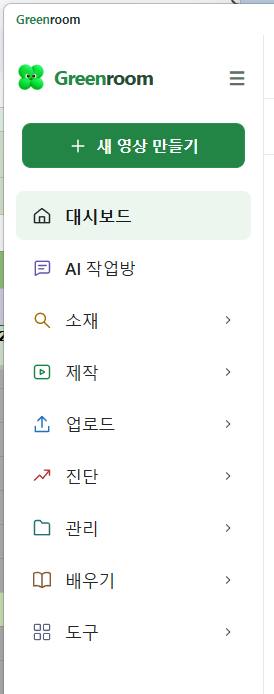 Greenroom
Greenroom
+ 새 영상 만들기
대시보드
AI 작업방
소재
제작
업로드
진단
관리
배우기
도구